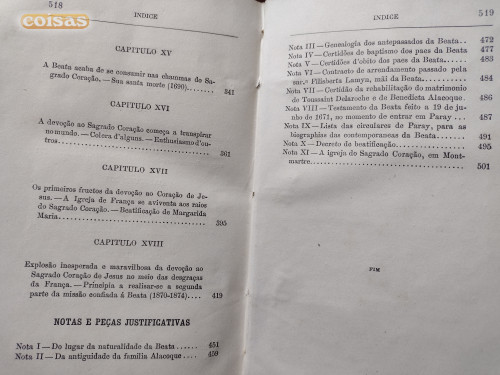 518
coisas
INDICE
CAPITULO XV
A Beata acaba de se consumir nas chammas do Sa-
grado Coração. — Sua santa morte (1690).
341
CAPITULO XVI
A devoção ao Sagrado Coração começa a transpirar
no mundo. — Colera d'alguns. — Enthusiasmo d'ou-
tros
361
CAPITULO XVII
Os primeiros fructos da devoção ao Coração de Je-
sus. — A Igreja de França se aviventa aos raios
do Sagrado Coração. — Beatificação de Margarida
Maria
395
CAPITULO XVIII
Explosão inesperada e maravilhosa da devoção ao
Sagrado Coração de Jesus no meio das desgraças
da França. — Principia a realisar-se a segunda
parte da missão confiada á Beata (1870-1874)
419
NOTAS E PEÇAS JUSTIFICATIVAS
Nota I — Do lugar da naturalidade da Beata
451
Nota II — Da antiguidade da familia Alacoque
459
INDICE
519
Nota III — Genealogia dos antepassados da Beata
472
Nota IV — Certidões de baptismo dos paes da Beata
477
Nota V — Certidões d'obito dos paes da Beata
483
Nota VI — Contracto de arrendamento passado pela
snr.ª Filiberta Lamyn, mãi da Beata
484
Nota VII — Certidão da rehabilitação do matrimonio
de Toussaint Delaroche e de Benedicta Alacoque
486
Nota VIII — Testamento da Beata feito a 19 de ju-
nho de 1671, no momento de entrar em Paray
487
Nota IX — Lista das circulares de Paray, para as
biographias das contemporaneas da Beata
491
Nota X — Decreto de beatificação
495
Nota XI — A igreja do Sagrado Coração, em Mont-
martre
501
FIM